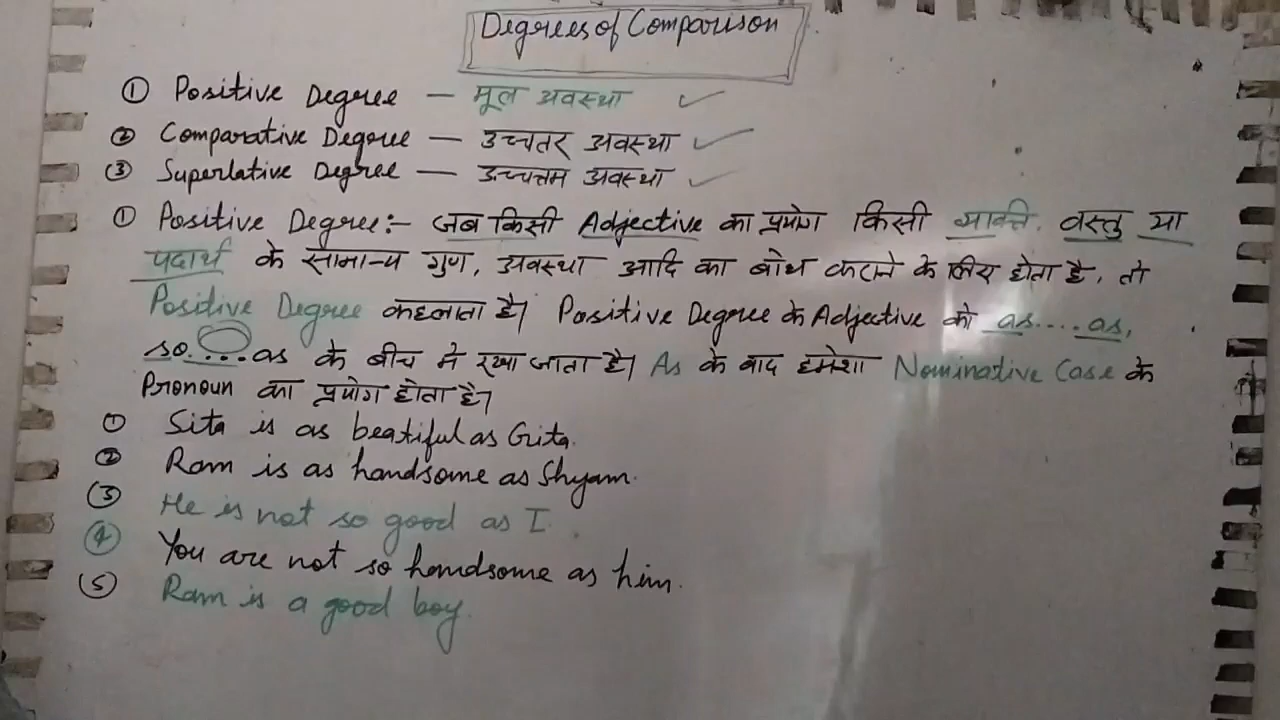 Degrees of Comparison
① Positive Degree — मूल अवस्था ✓
② Comparative Degree — उच्चतर अवस्था ✓
③ Superlative Degree — उच्चत्तम अवस्था ✓
① Positive Degree:- जब किसी Adjective का प्रयोग किसी व्यक्ति, वस्तु या
पदार्थ के सामान्य गुण, अवस्था आदि का बोध कराने के लिए होता है, तो
Positive Degree कहलाता है। Positive Degree के Adjective को as....as,
so....as के बीच मे रखा जाता है। As के बाद हमेशा Nominative Case के
Pronoun का प्रयोग होता है।
① Sita is as beatiful as Grita.
② Ram is as handsome as Shyam.
③ He is not so good as I.
④ You are not so handsome as him.
⑤ Ram is a good boy.